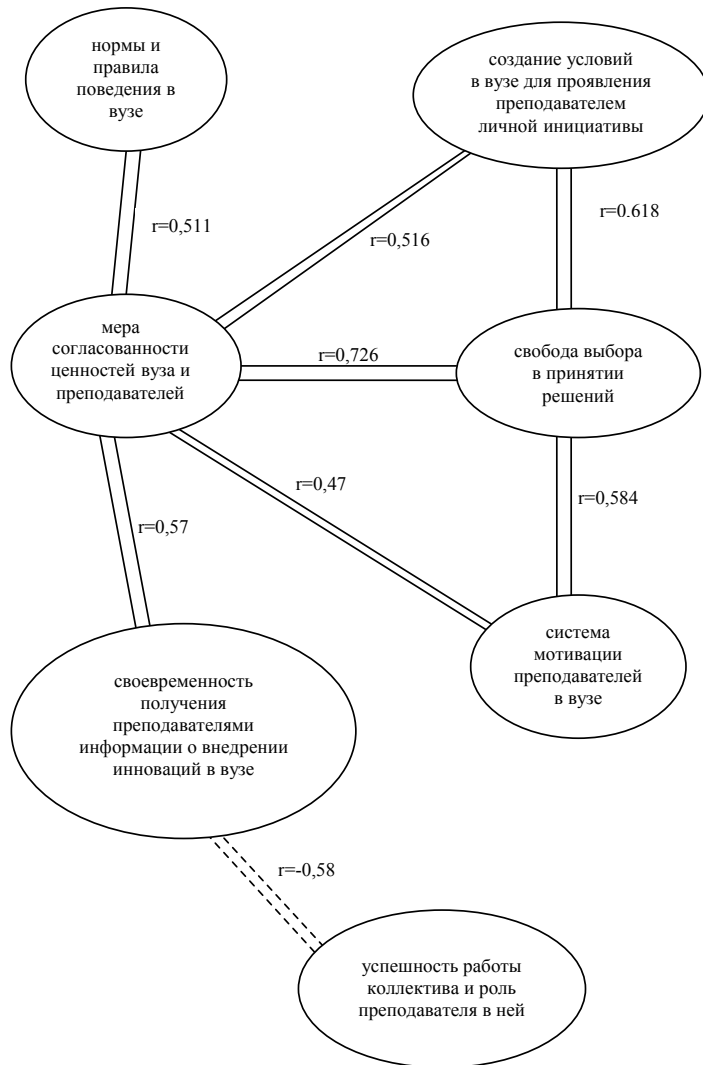 нормы и
правила
поведения в
вузе
создание условий
в вузе для проявления
преподавателем
личной инициативы
r=0,511
r=0,516
r=0.618
мера
согласованности
ценностей вуза и
преподавателей
r=0,726
свобода выбора
в принятии
решений
r=0,57
r=0,47
r=0,584
своевременность
получения
преподавателями
информации о внедрении
инноваций в вузе
система
мотивации
преподавателей
в вузе
r=-0,58
успешность работы
коллектива и роль
преподавателя в ней